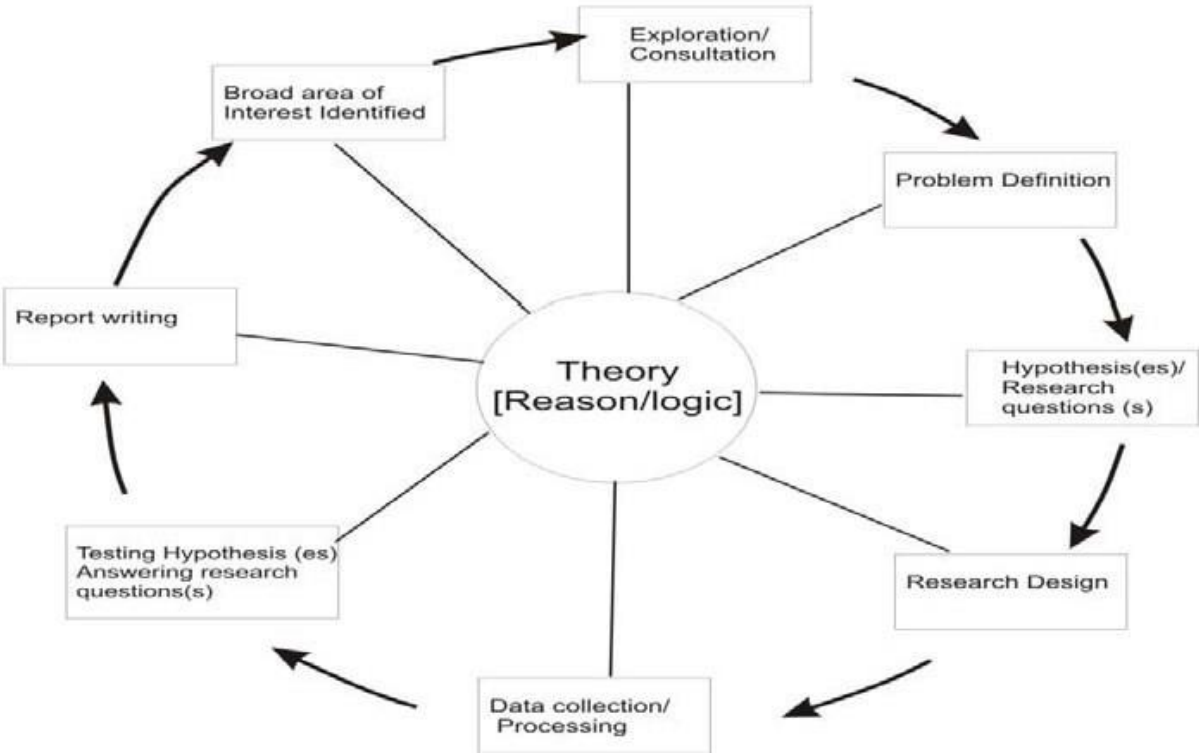 Exploration/
Consultation
Broad area of
Interest Identified
Problem Definition
Report writing
Theory
[Reason/logic]
Hypothesis(es)/
Research
questions (s)
Testing Hypothesis (es)
Answering research
questions(s)
Research Design
Data collection/
Processing